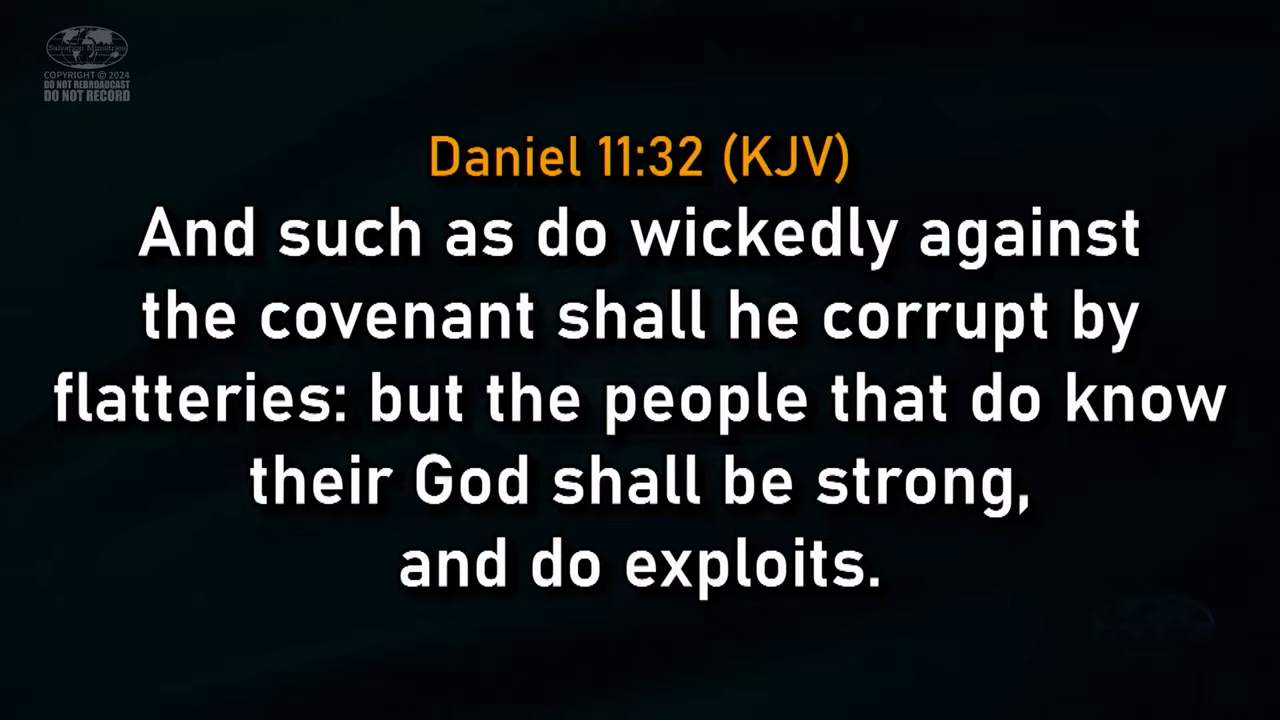 Salvation Ministries
COPYRIGHT © 2024
DO NOT REBROADCAST
DO NOT RECORD
Daniel 11:32 (KJV)
And such as do wickedly against
the covenant shall he corrupt by
flatteries: but the people that do know
their God shall be strong,
and do exploits.